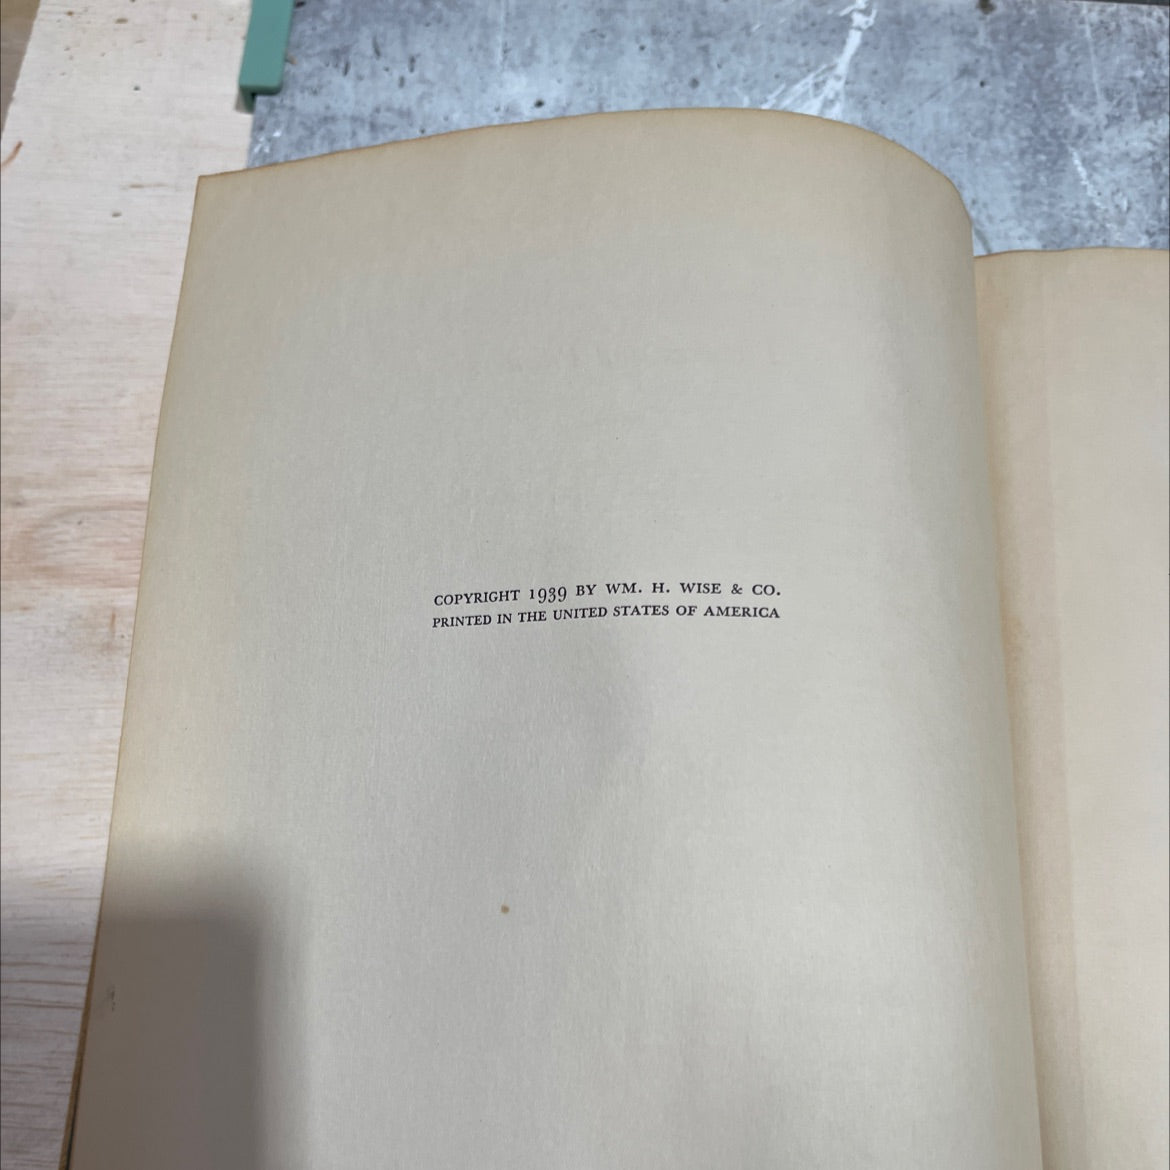 COPYRIGHT 1939 BY WM. H. WISE & CO.
PRINTED IN THE UNITED STATES OF AMERICA